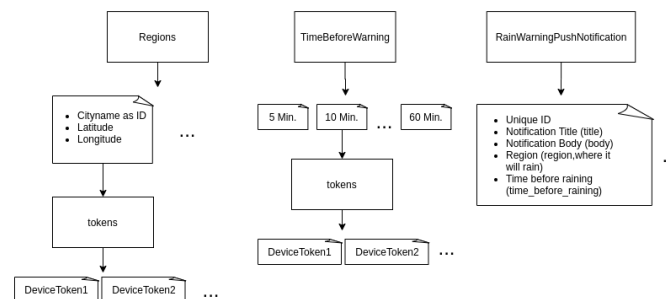 Regions
TimeBeforeWarning
RainWarningPushNotification
• Cityname as ID
• Latitude
• Longitude
...
5 Min.
10 Min.
...
60 Min.
• Unique ID
• Notification Title (title)
• Notification Body (body)
• Region (region,where it
will rain)
• Time before raining
(time_before_raining)
tokens
tokens
DeviceToken1
DeviceToken2
...
DeviceToken1
DeviceToken2
...